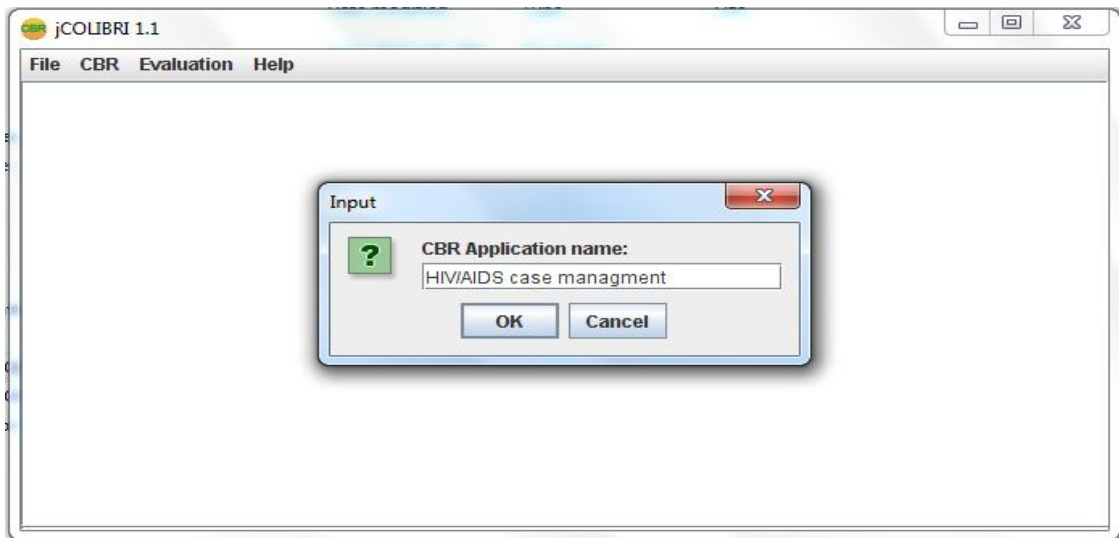 jCOLIBRI 1.1
File CBR Evaluation Help
Input
CBR Application name:
HIV/AIDS case managment
OK Cancel